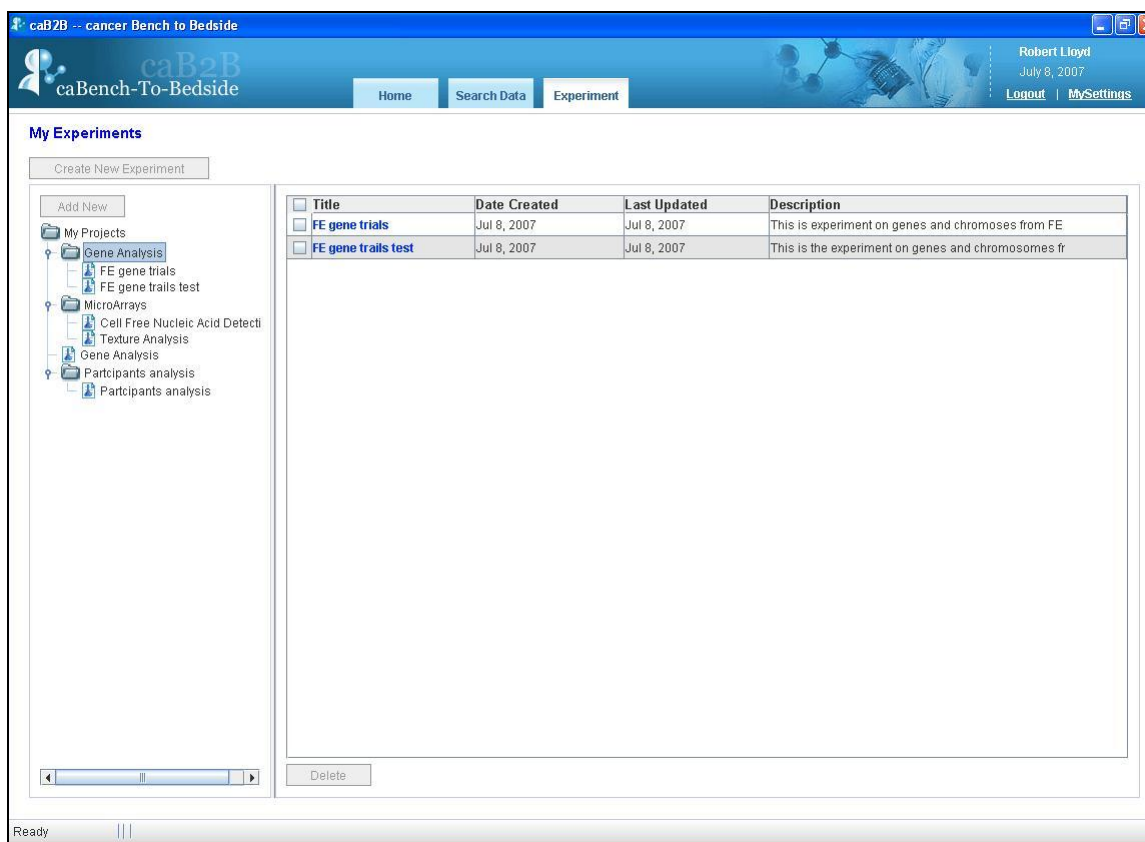 caB2B -- cancer Bench to Bedside
caB2B
caBench-To-Bedside
Home Search Data Experiment
Robert Lloyd
July 8, 2007
Logout | MySettings
My Experiments
Create New Experiment
Add New
My Projects
Gene Analysis
FE gene trials
FE gene trails test
MicroArrays
Cell Free Nucleic Acid Detecti
Texture Analysis
Gene Analysis
Partcipants analysis
Partcipants analysis
Title Date Created Last Updated Description
FE gene trials Jul 8, 2007 Jul 8, 2007 This is experiment on genes and chromoses from FE
FE gene trails test Jul 8, 2007 Jul 8, 2007 This is the experiment on genes and chromosomes fr
Delete
Ready